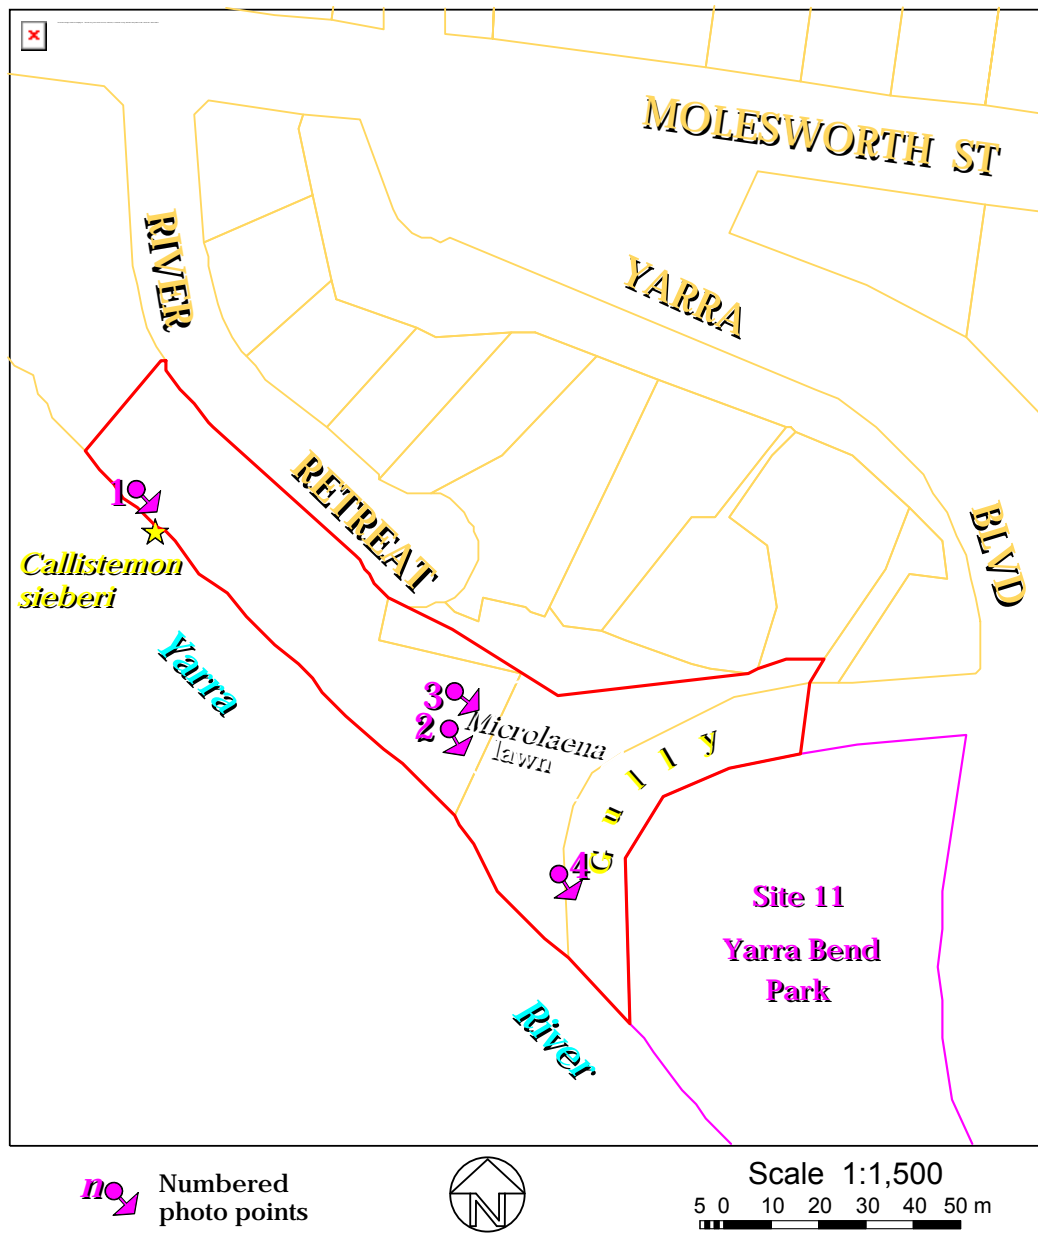 MOLESWORTH ST
RIVER
YARRA
RETREAT
BLVD
1
Callistemon
sieberi
Yarra
3
2
Microlaena
lawn
Gully
4
Site 11
Yarra Bend
Park
River
n
Numbered
photo points
N
Scale 1:1,500
5 0 10 20 30 40 50 m